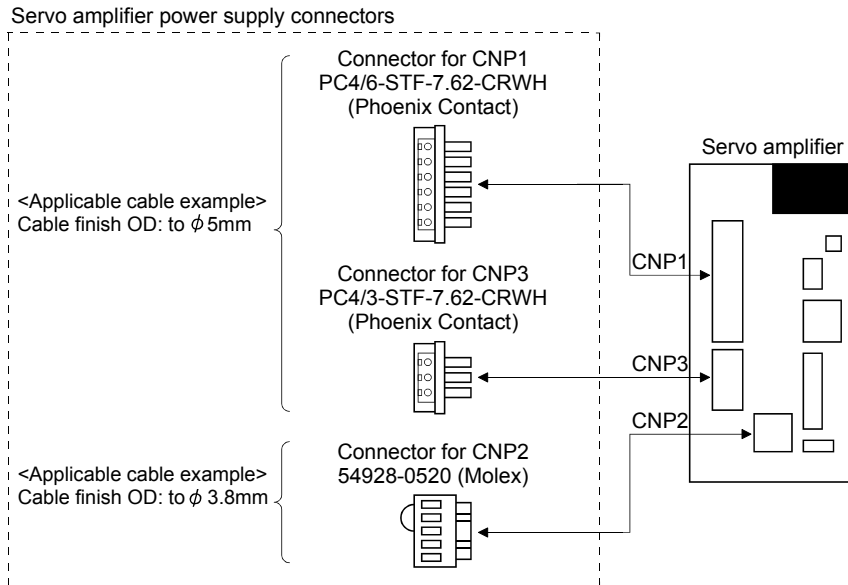 Servo amplifier power supply connectors
Connector for CNP1
PC4/6-STF-7.62-CRWH
(Phoenix Contact)
Servo amplifier
<Applicable cable example>
Cable finish OD: to ϕ5mm
CNP1
Connector for CNP3
PC4/3-STF-7.62-CRWH
(Phoenix Contact)
CNP3
CNP2
Connector for CNP2
54928-0520 (Molex)
<Applicable cable example>
Cable finish OD: to ϕ 3.8mm